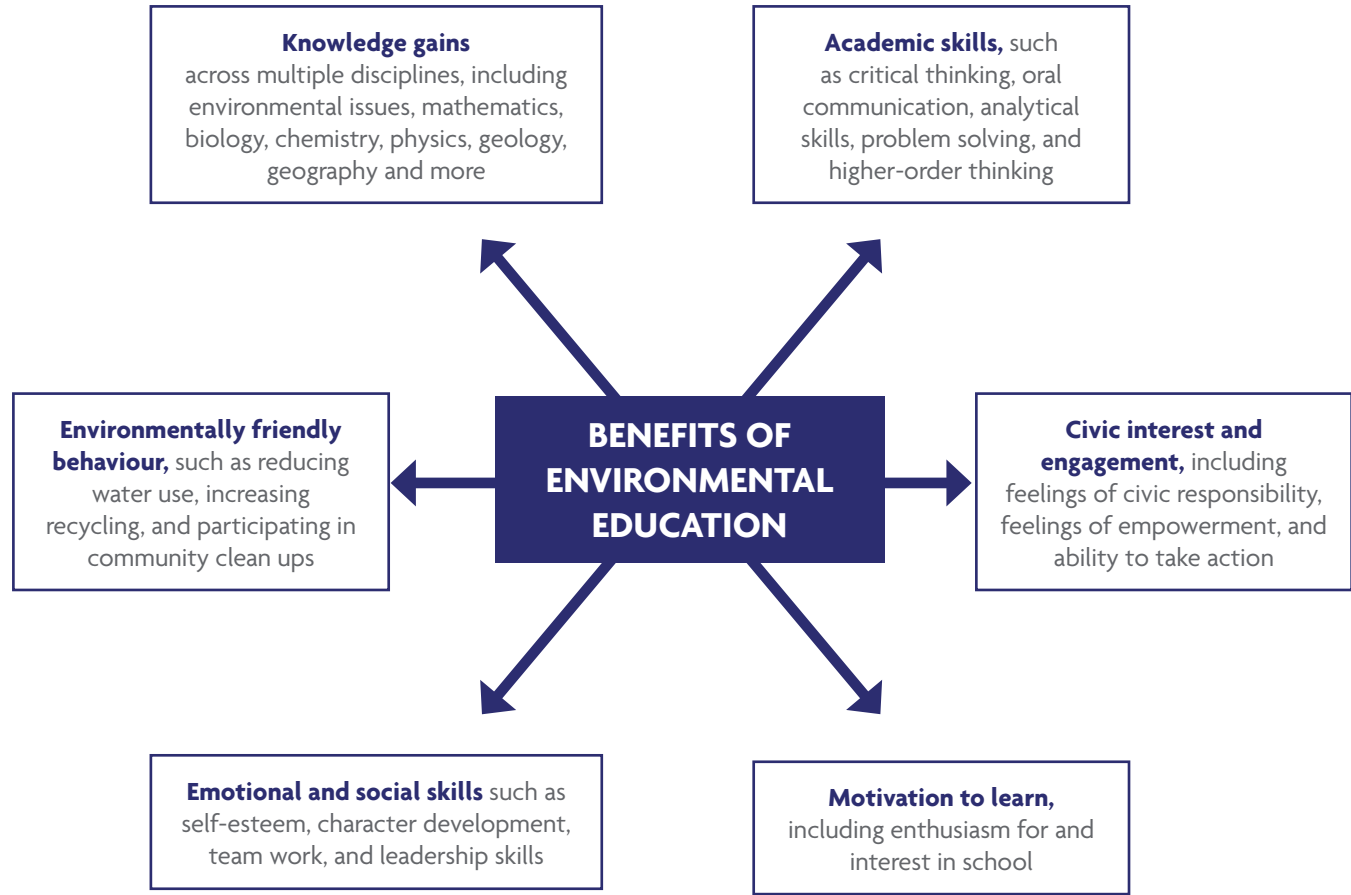 Knowledge gains
across multiple disciplines, including
environmental issues, mathematics,
biology, chemistry, physics, geology,
geography and more
Academic skills, such
as critical thinking, oral
communication, analytical
skills, problem solving, and
higher-order thinking
Environmentally friendly
behaviour, such as reducing
water use, increasing
recycling, and participating in
community clean ups
BENEFITS OF
ENVIRONMENTAL
EDUCATION
Civic interest and
engagement, including
feelings of civic responsibility,
feelings of empowerment, and
ability to take action
Emotional and social skills such as
self-esteem, character development,
team work, and leadership skills
Motivation to learn,
including enthusiasm for and
interest in school